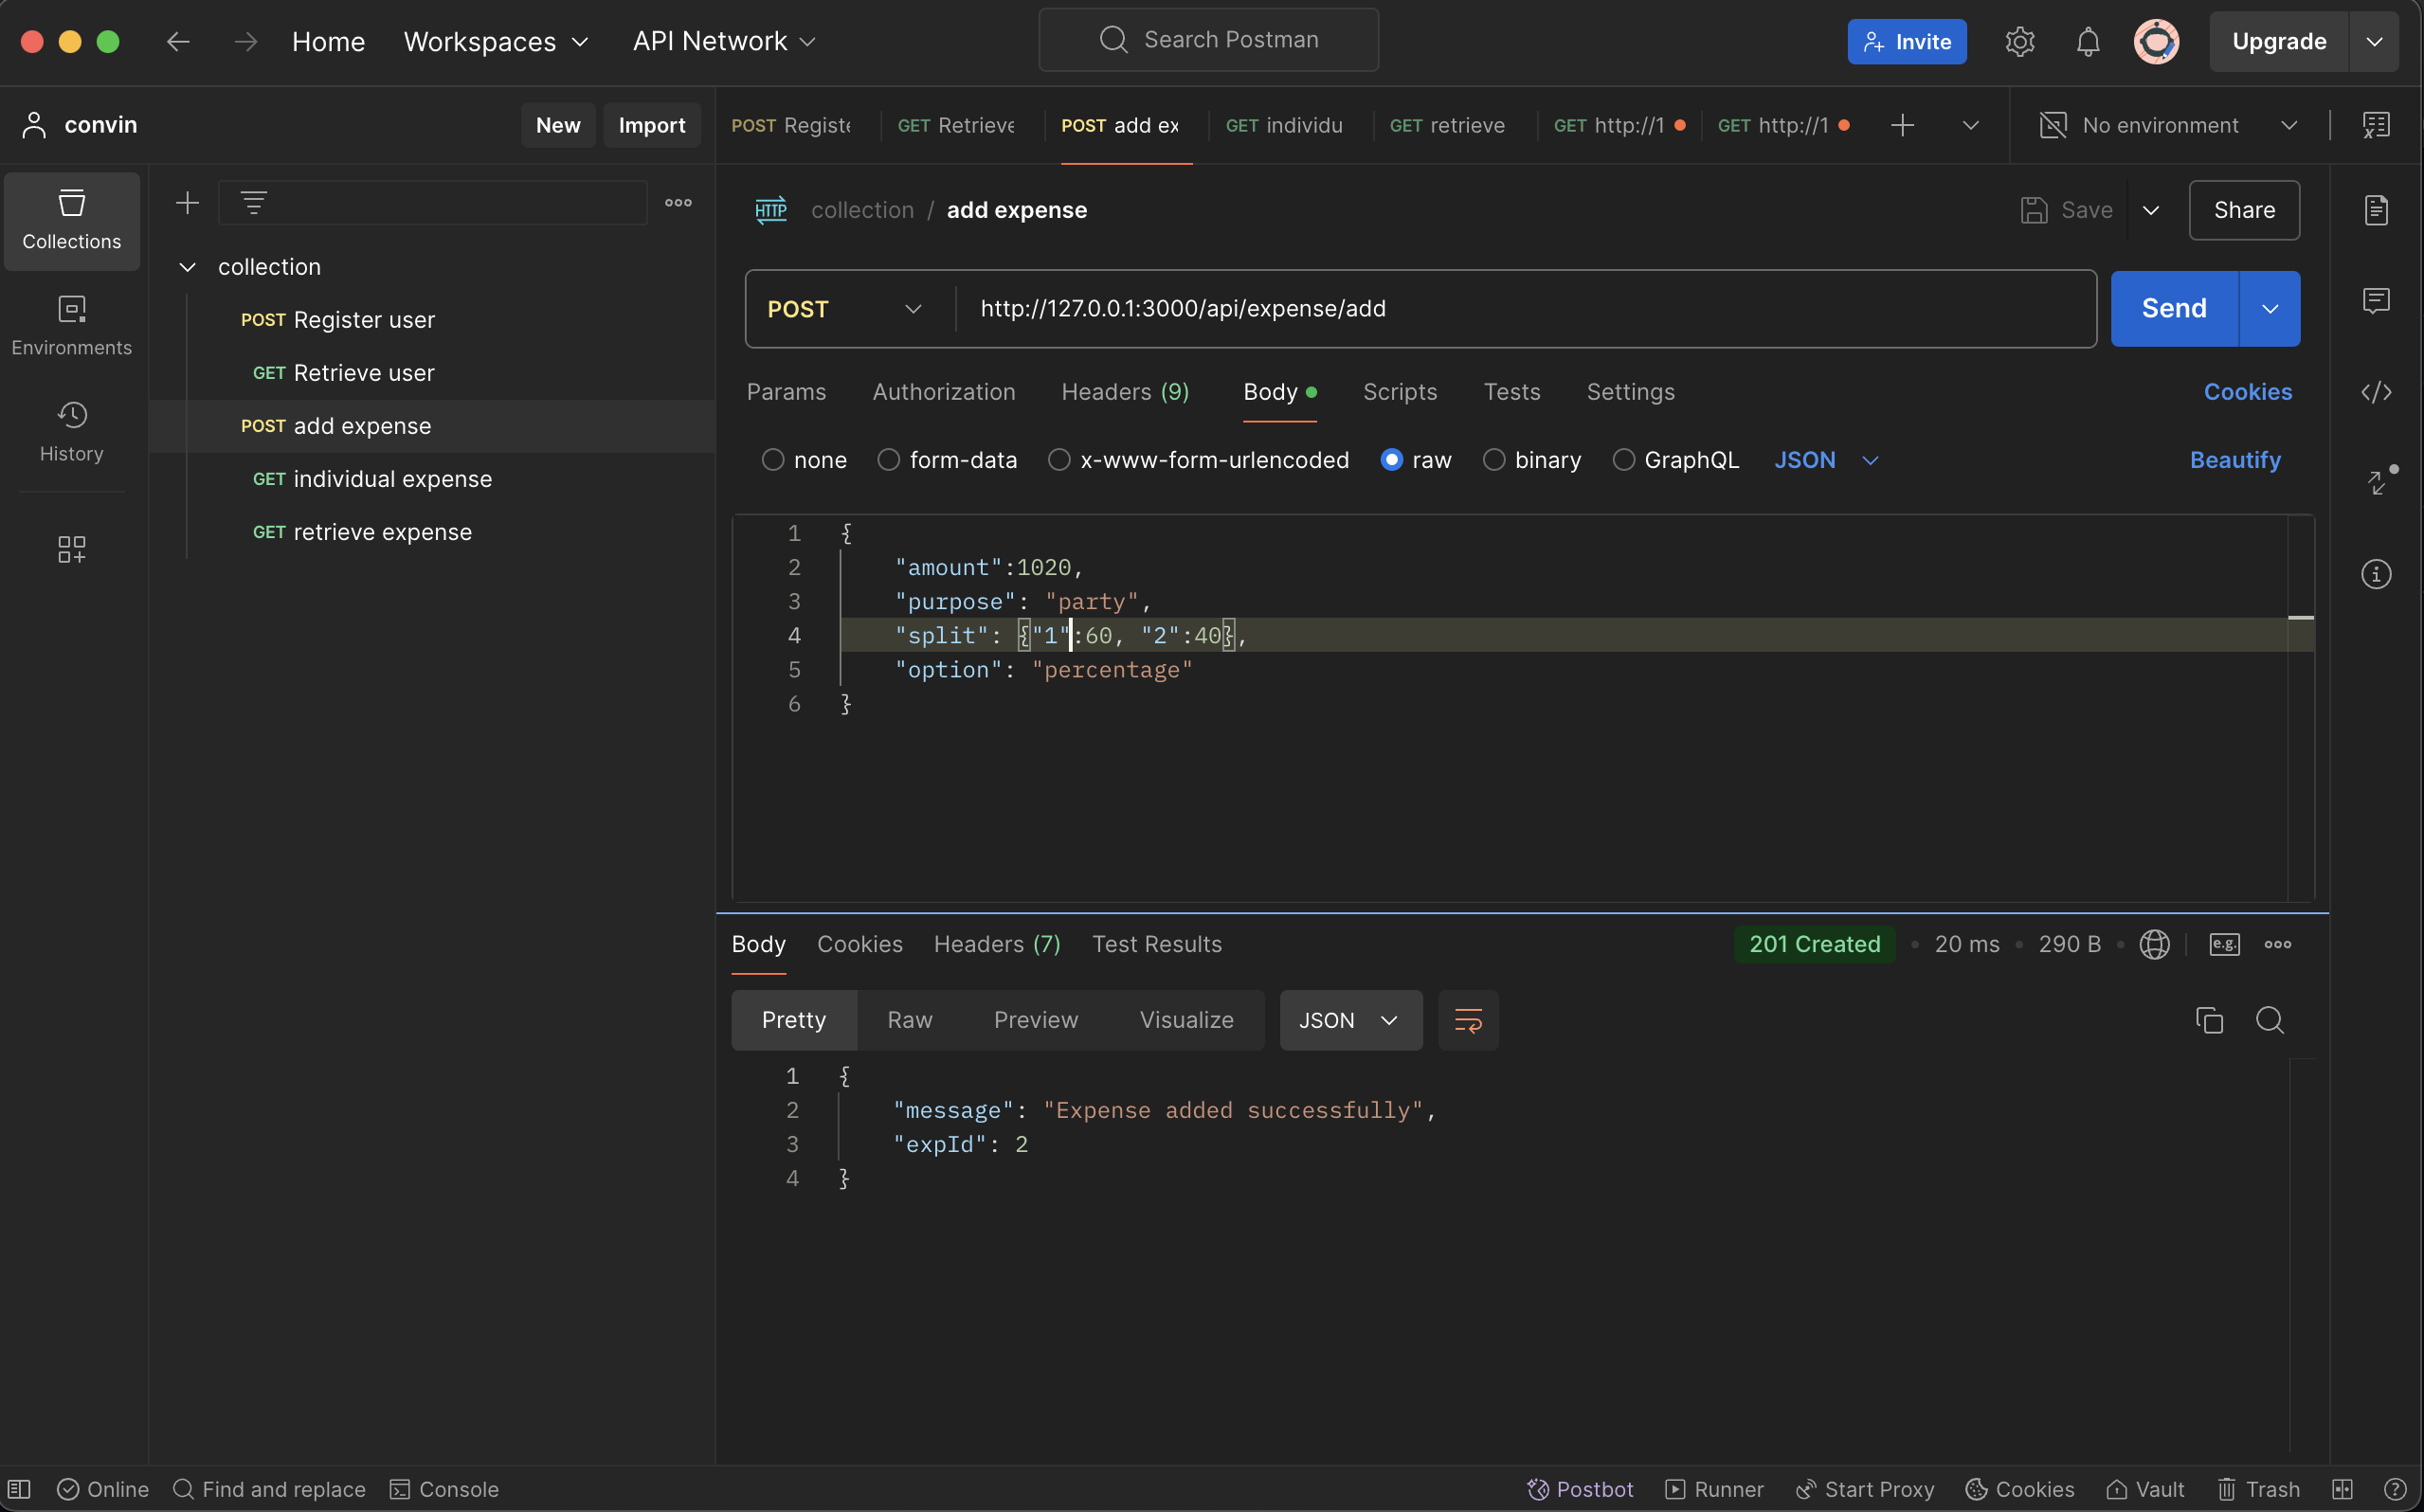 Home Workspaces API Network Search Postman Invite Upgrade
convin New Import
POST Registe GET Retrieve POST add ex GET individu GET retrieve GET http://1 GET http://1 No environment
Collections
Environments
History
collection
POST Register user
GET Retrieve user
POST add expense
GET individual expense
GET retrieve expense
HTTP collection / add expense Save Share
POST http://127.0.0.1:3000/api/expense/add Send
Params Authorization Headers (9) Body Scripts Tests Settings Cookies
none form-data x-www-form-urlencoded raw binary GraphQL JSON Beautify
1 {
2 "amount":1020,
3 "purpose": "party",
4 "split": {"1":60, "2":40},
5 "option": "percentage"
6 }
Body Cookies Headers (7) Test Results 201 Created • 20 ms • 290 B • e.g.
Pretty Raw Preview Visualize JSON
1 {
2 "message": "Expense added successfully",
3 "expId": 2
4 }
Online Find and replace Console Postbot Runner Start Proxy Cookies Vault Trash